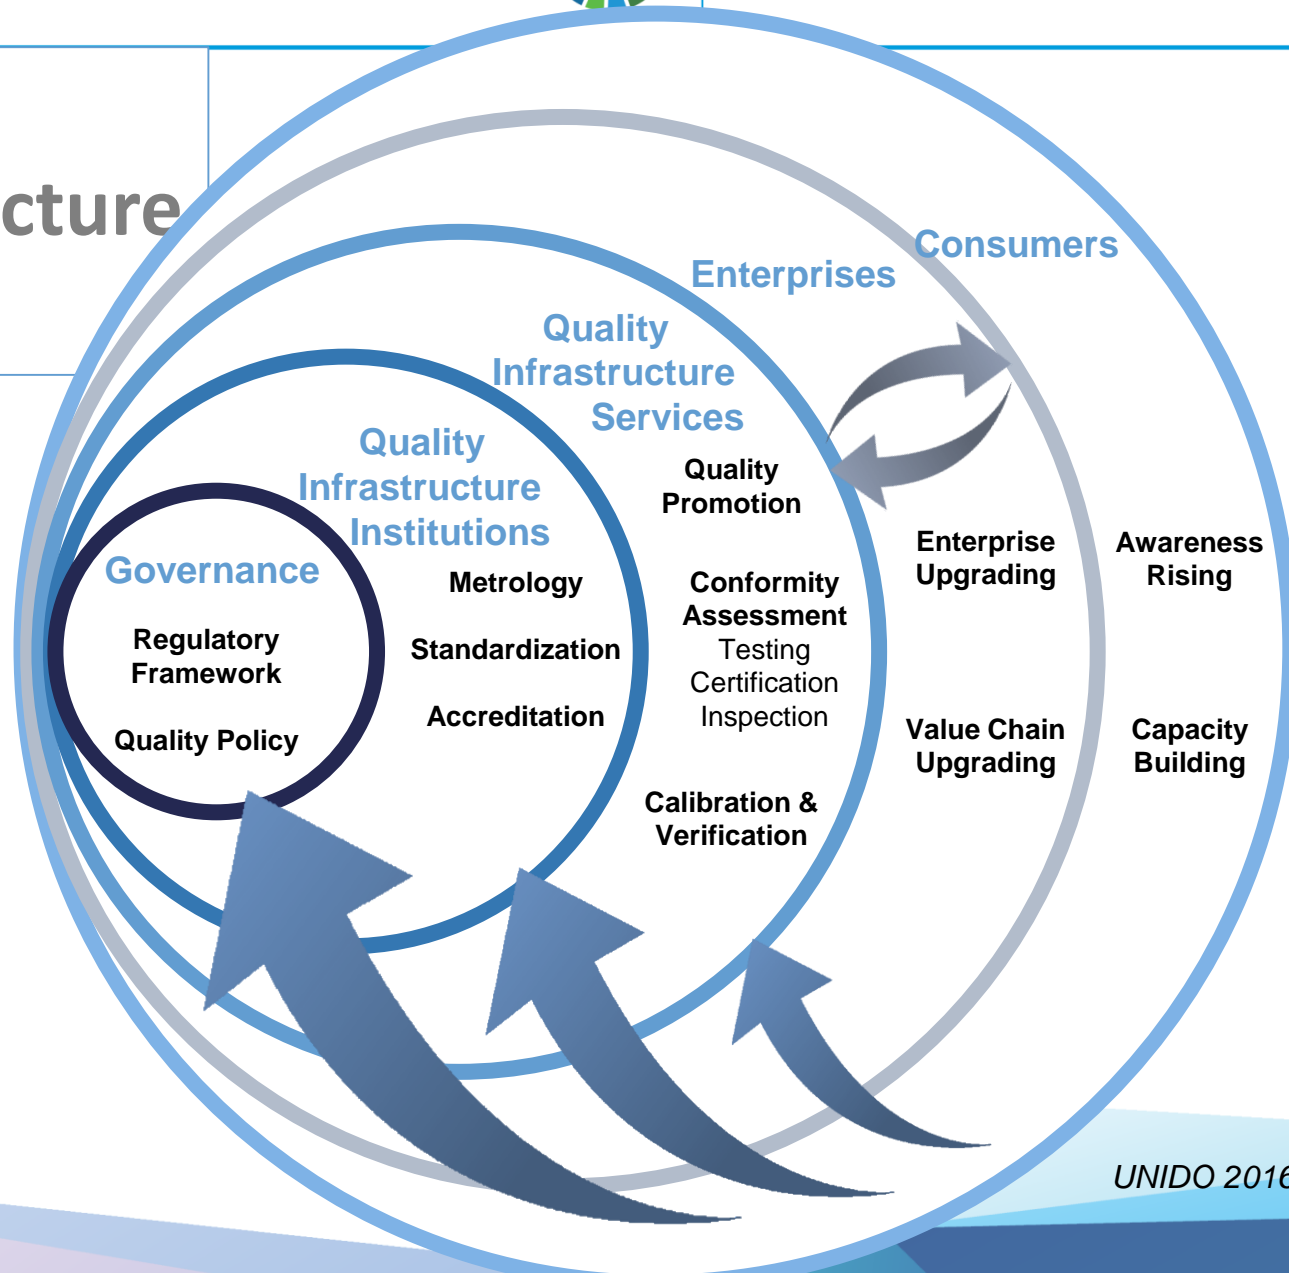 cture
Consumers
Enterprises
Quality
Infrastructure
Services
Quality
Promotion
Conformity
Assessment
Testing
Certification
Inspection
Calibration &
Verification
Quality
Infrastructure
Institutions
Metrology
Standardization
Accreditation
Governance
Regulatory
Framework
Quality Policy
Enterprise
Upgrading
Value Chain
Upgrading
Awareness
Rising
Capacity
Building
UNIDO 2016